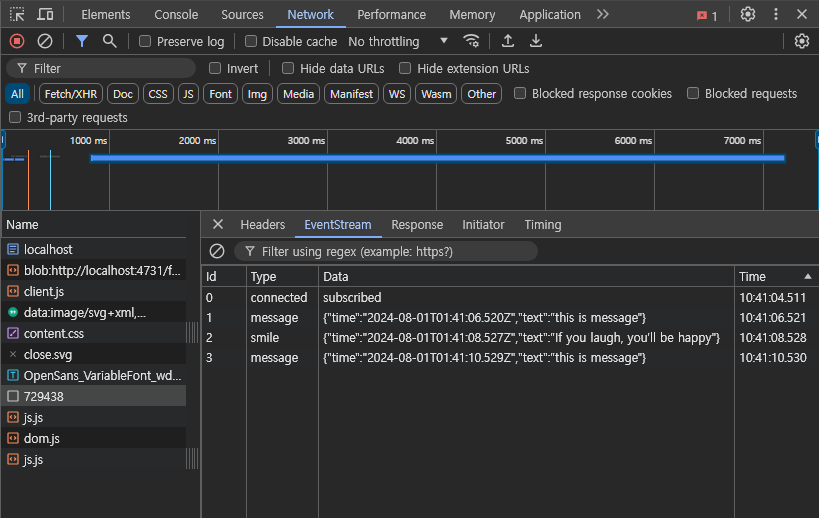 Elements Console Sources Network Performance Memory Application 1
Preserve log Disable cache No throttling
Filter Invert Hide data URLs Hide extension URLs
All Fetch/XHR Doc CSS JS Font Img Media Manifest WS Wasm Other Blocked response cookies Blocked requests
3rd-party requests
1000 ms 2000 ms 3000 ms 4000 ms 5000 ms 6000 ms 7000 ms
Name
localhost
blob:http://localhost:4731/f...
client.js
data:image/svg+xml,...
content.css
close.svg
OpenSans_VariableFont_wd...
729438
js.js
dom.js
js.js
Headers EventStream Response Initiator Timing
Filter using regex (example: https?)
Id Type Data Time
0 connected subscribed 10:41:04.511
1 message {"time":"2024-08-01T01:41:06.520Z","text":"this is message"} 10:41:06.521
2 smile {"time":"2024-08-01T01:41:08.527Z","text":"If you laugh, you'll be happy"} 10:41:08.528
3 message {"time":"2024-08-01T01:41:10.529Z","text":"this is message"} 10:41:10.530